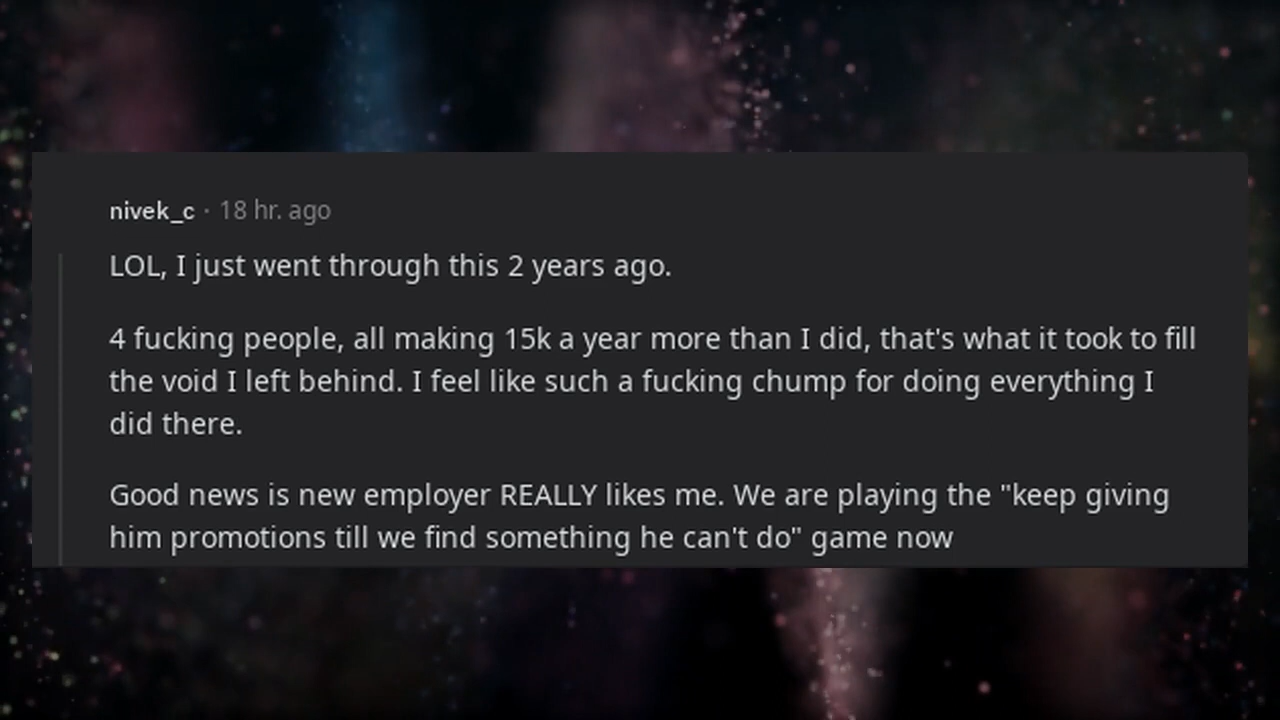 nivek_c · 18 hr. ago
LOL, I just went through this 2 years ago.
4 fucking people, all making 15k a year more than I did, that's what it took to fill
the void I left behind. I feel like such a fucking chump for doing everything I
did there.
Good news is new employer REALLY likes me. We are playing the "keep giving
him promotions till we find something he can't do" game now